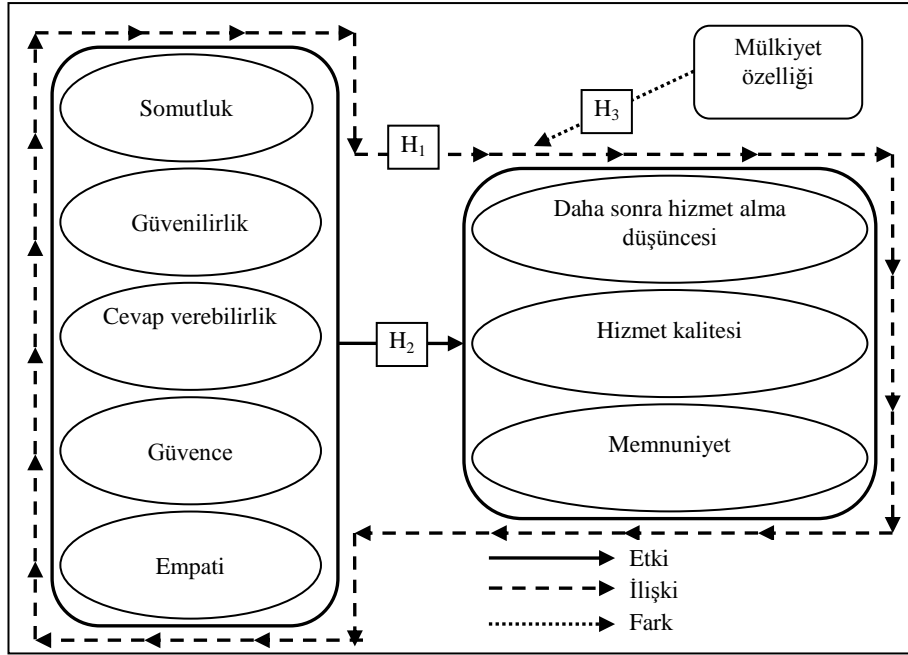 Mülkiyet
özelliği
H₃
H₁
Somutluk
Güvenilirlik
Cevap verebilirlik
Güvence
Empati
H₂
Daha sonra hizmet alma
düşüncesi
Hizmet kalitesi
Memnuniyet
Etki
İlişki
Fark